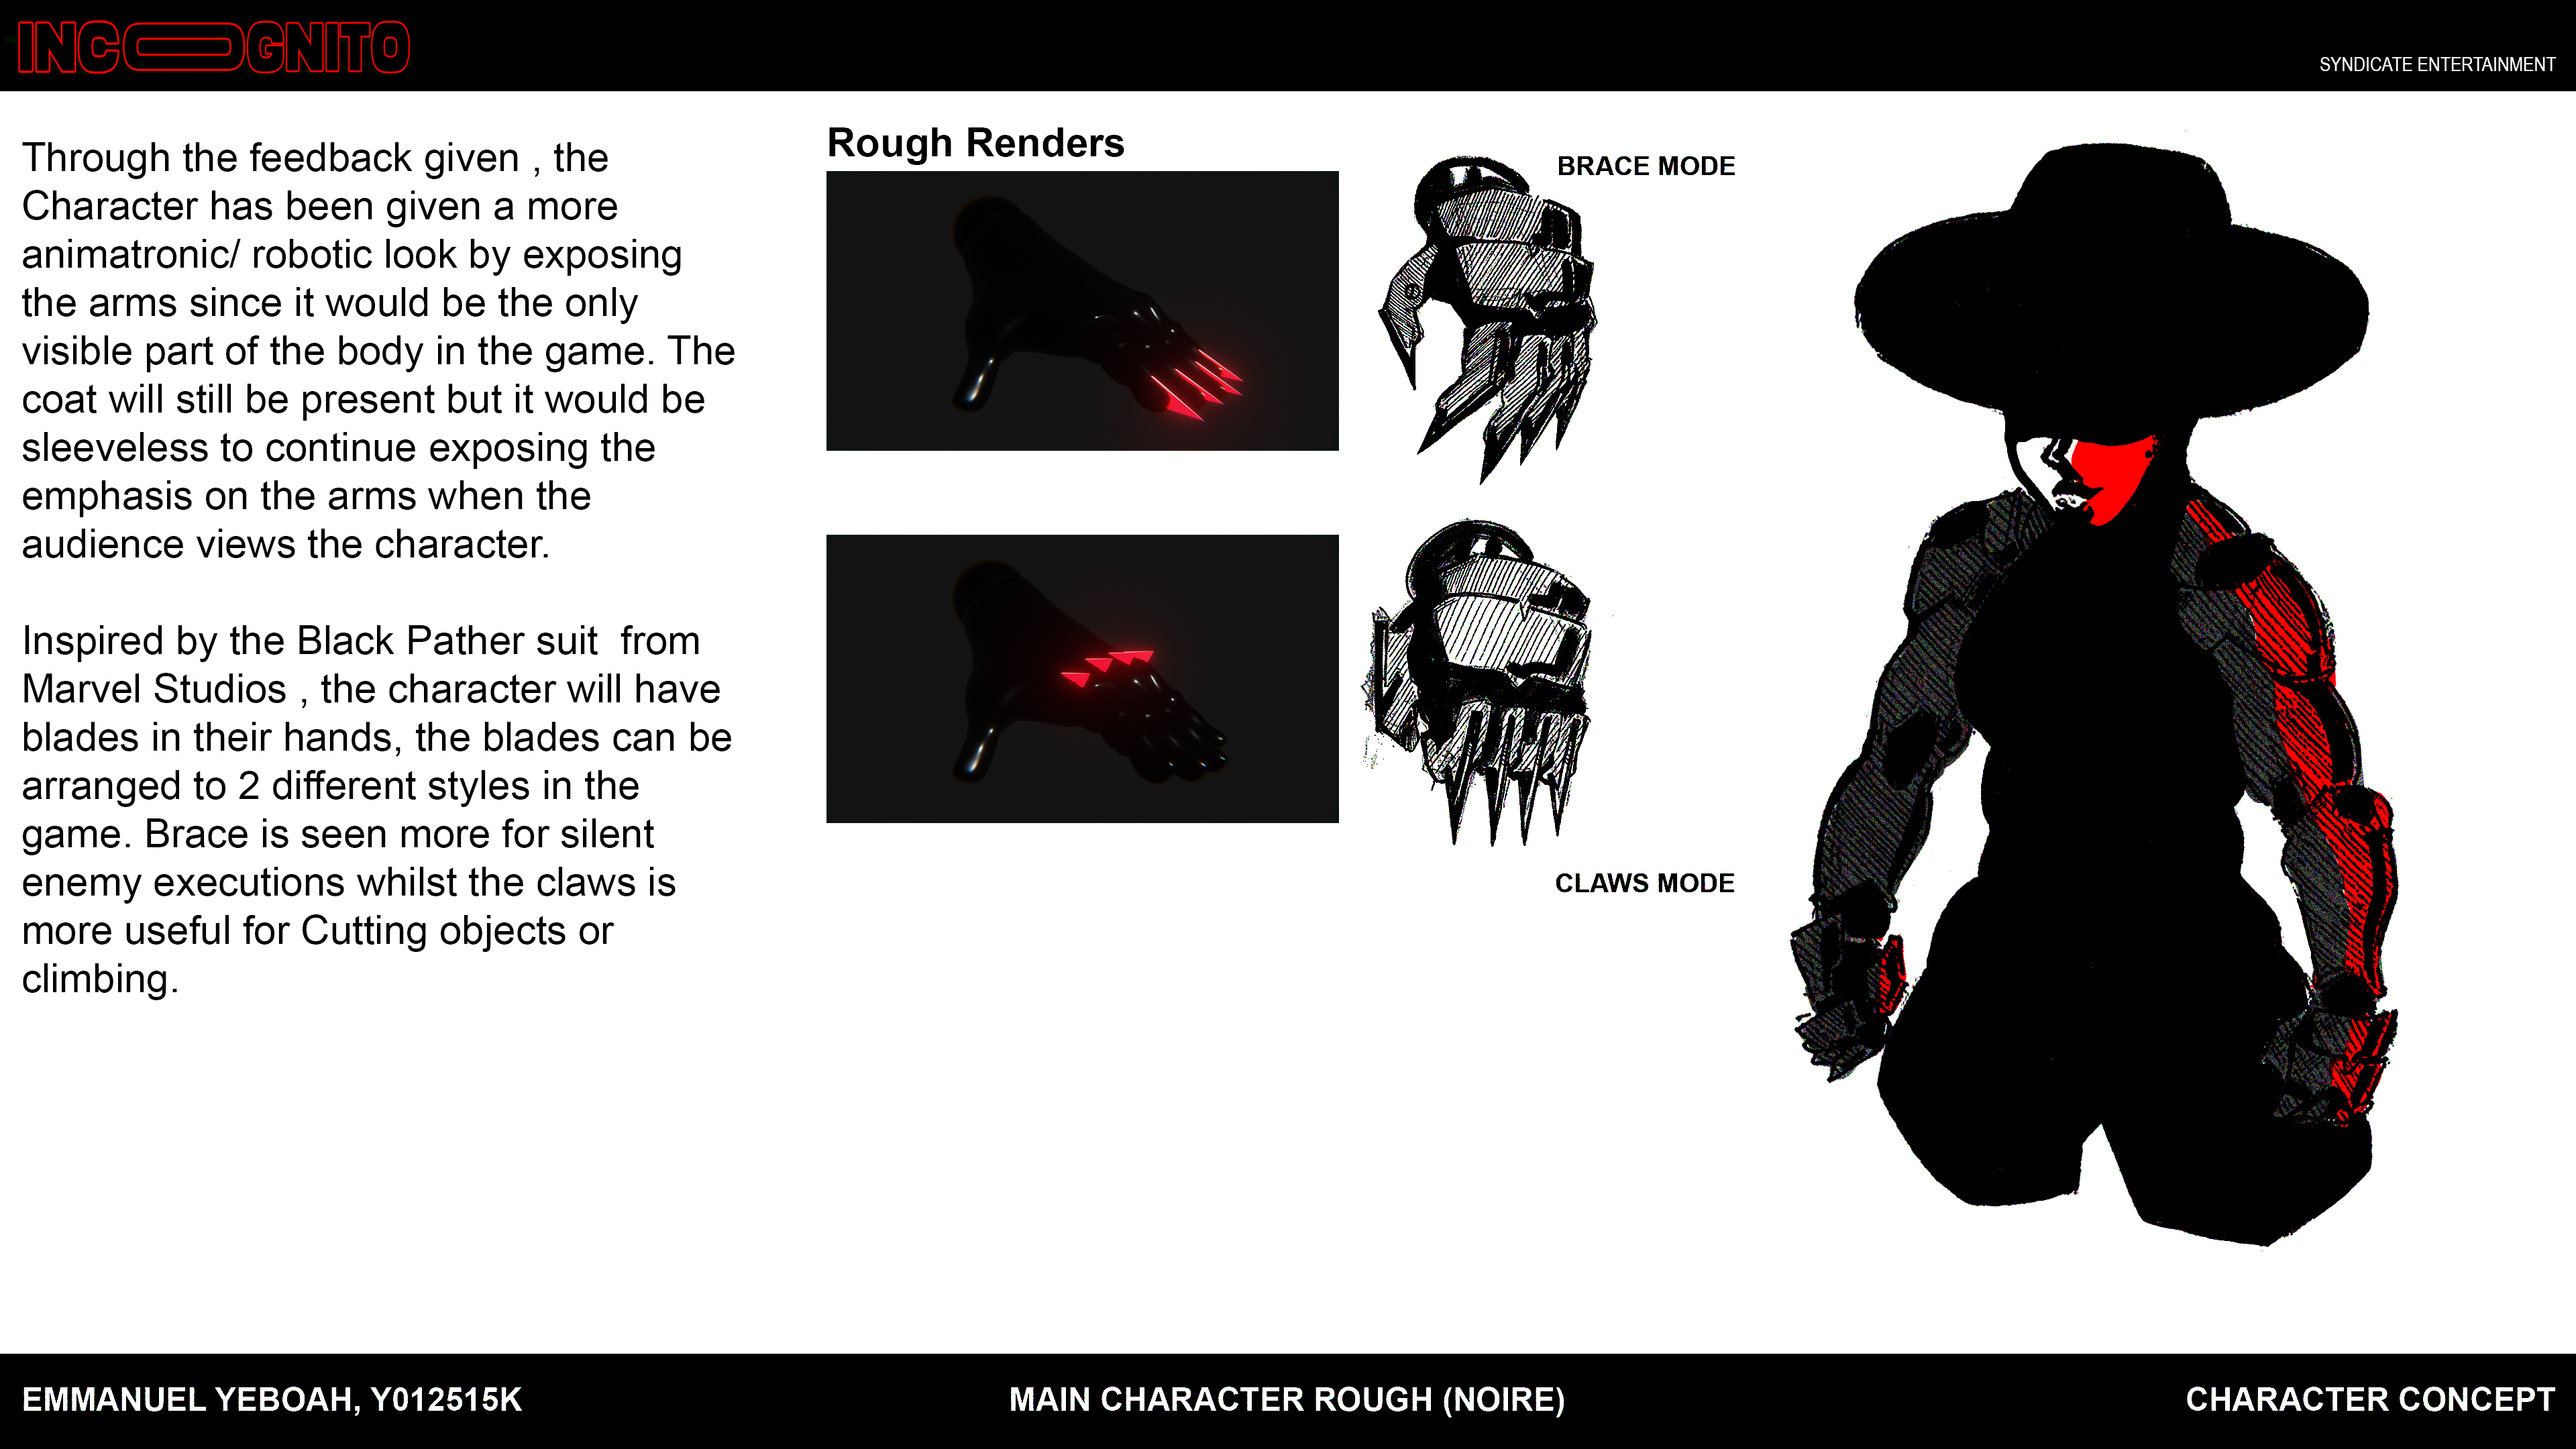 INCOGNITO
SYNDICATE ENTERTAINMENT
Through the feedback given , the
Character has been given a more
animatronic/ robotic look by exposing
the arms since it would be the only
visible part of the body in the game. The
coat will still be present but it would be
sleeveless to continue exposing the
emphasis on the arms when the
audience views the character.
Inspired by the Black Pather suit  from
Marvel Studios , the character will have
blades in their hands, the blades can be
arranged to 2 different styles in the
game. Brace is seen more for silent
enemy executions whilst the claws is
more useful for Cutting objects or
climbing.
Rough Renders
BRACE MODE
CLAWS MODE
EMMANUEL YEBOAH, Y012515K
MAIN CHARACTER ROUGH (NOIRE)
CHARACTER CONCEPT